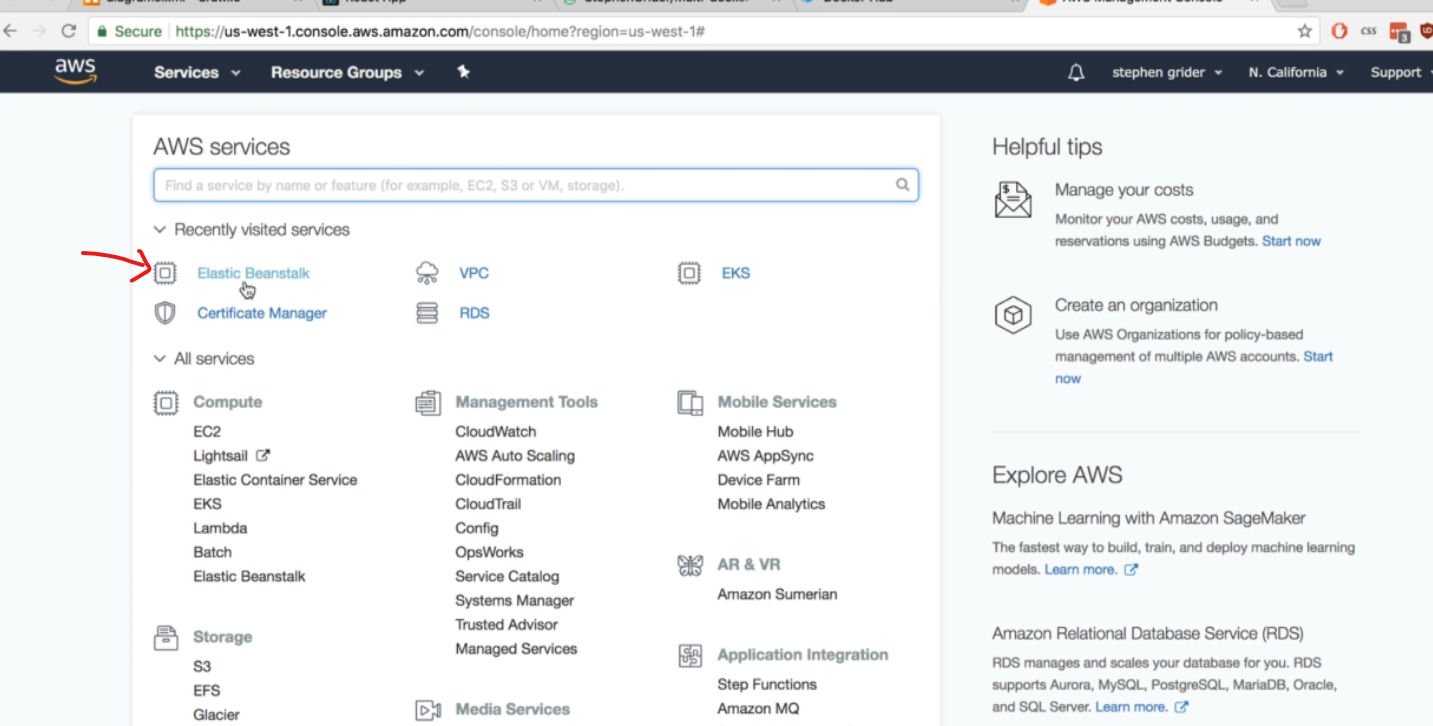 AWS Management Console
Secure https://us-west-1.console.aws.amazon.com/console/home?region=us-west-1#
css
3
aws
Services
Resource Groups
stephen grider
N. California
Support
AWS services
Find a service by name or feature (for example, EC2, S3 or VM, storage).
Recently visited services
Elastic Beanstalk
VPC
EKS
Certificate Manager
RDS
All services
Compute
EC2
Lightsail
Elastic Container Service
EKS
Lambda
Batch
Elastic Beanstalk
Storage
S3
EFS
Glacier
Management Tools
CloudWatch
AWS Auto Scaling
CloudFormation
CloudTrail
Config
OpsWorks
Service Catalog
Systems Manager
Trusted Advisor
Managed Services
Media Services
Mobile Services
Mobile Hub
AWS AppSync
Device Farm
Mobile Analytics
AR & VR
Amazon Sumerian
Application Integration
Step Functions
Amazon MQ
Helpful tips
Manage your costs
Monitor your AWS costs, usage, and
reservations using AWS Budgets. Start now
Create an organization
Use AWS Organizations for policy-based
management of multiple AWS accounts. Start
now
Explore AWS
Machine Learning with Amazon SageMaker
The fastest way to build, train, and deploy machine learning
models. Learn more.
Amazon Relational Database Service (RDS)
RDS manages and scales your database for you. RDS
supports Aurora, MySQL, PostgreSQL, MariaDB, Oracle,
and SQL Server. Learn more.